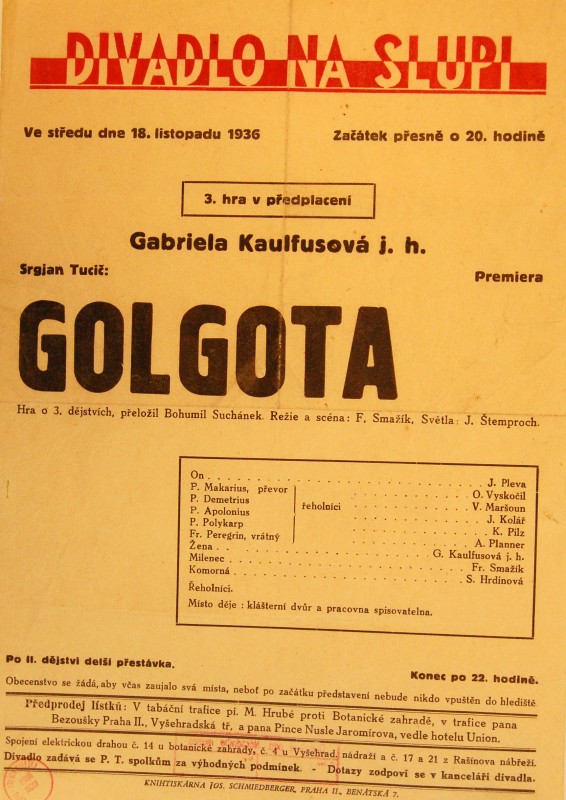 DIVADLO NA SLUPI
Ve středu dne 18. listopadu 1936 Začátek přesně o 20. hodině
3. hra v předplacení
Gabriela Kaulfusová j. h.
Srgjan Tucič: Premiera
GOLGOTA
Hra o 3. dějstvích, přeložil Bohumil Suchánek. Režie a scéna: F. Smažík, Světla: J. Štemproch.
On . . . . . . . . . . . . . . . . . . . . J. Pleva
P. Makarius, převor . . . . . . . . . . O. Vyskočil
P. Demetrius . . . . . . . . . . V. Maršoun
P. Apolonius řeholníci . . . . . . . . . . J. Kolář
P. Polykarp . . . . . . . . . . K. Pilz
Fr. Peregrin, vrátný . . . . . . . . . . A. Planner
Žena . . . . . . . . . . . . . . . G. Kaulfusová j. h.
Milenec . . . . . . . . . . . . . . . . . . Fr. Smažík
Komorná . . . . . . . . . . . . . . . . . S. Hrdinová
Řeholníci.
Místo děje : klášterní dvůr a pracovna spisovatelna.
Po II. dějství delší přestávka. Konec po 22. hodině.
Obecenstvo se žádá, aby včas zaujalo svá místa, neboť po začátku představení nebude nikdo vpuštěn do hlediště
Předprodej lístků: V tabáční trafice pí. M. Hrubé proti Botanické zahradě, v trafice pana
Bezoušky Praha II., Vyšehradská tř, a pana Pince Nusle Jaromírova, vedle hotelu Union.
Spojení elektrickou drahou č. 14 u botanické zahrady, č. 4 u Vyšehrad. nádraží a č. 17 a 21 z Rašínova nábřeží.
Divadlo zadává se P. T. spolkům za výhodných podmínek. - Dotazy zodpoví se v kanceláři divadla.
KNIHTISKÁRNA JOS. SCHMIEDBERGER, PRAHA II., BENÁTSKÁ 7.